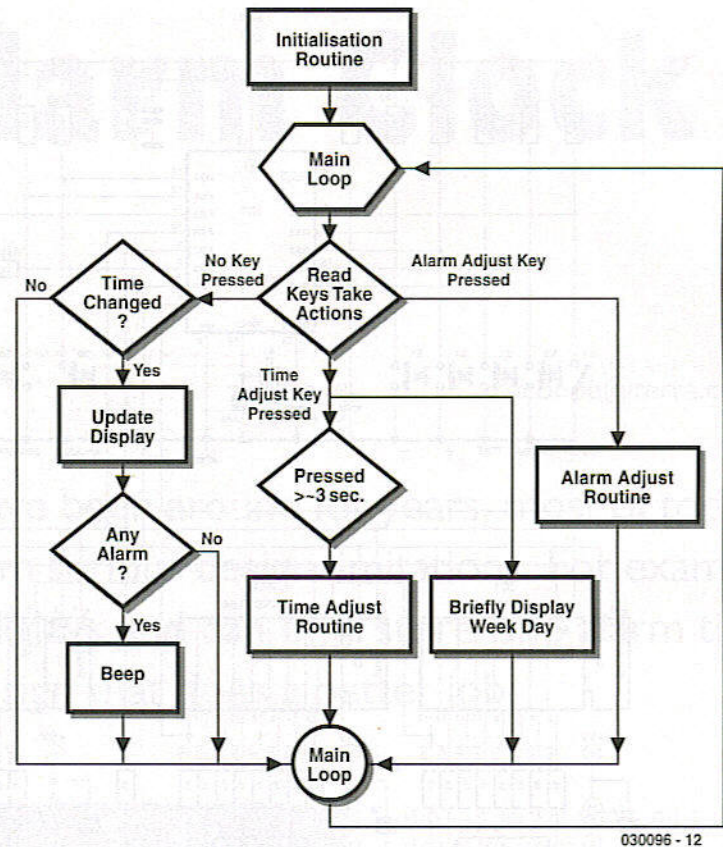 Initialisation
Routine
Main
Loop
No Key
Pressed
Read
Keys Take
Actions
Alarm Adjust Key
Pressed
No
Time
Changed
?
Yes
Time
Adjust Key
Pressed
Update
Display
Pressed
>~3 sec.
Alarm Adjust
Routine
Any
Alarm
?
No
Yes
Time Adjust
Routine
Briefly Display
Week Day
Beep
Main
Loop
030096 - 12